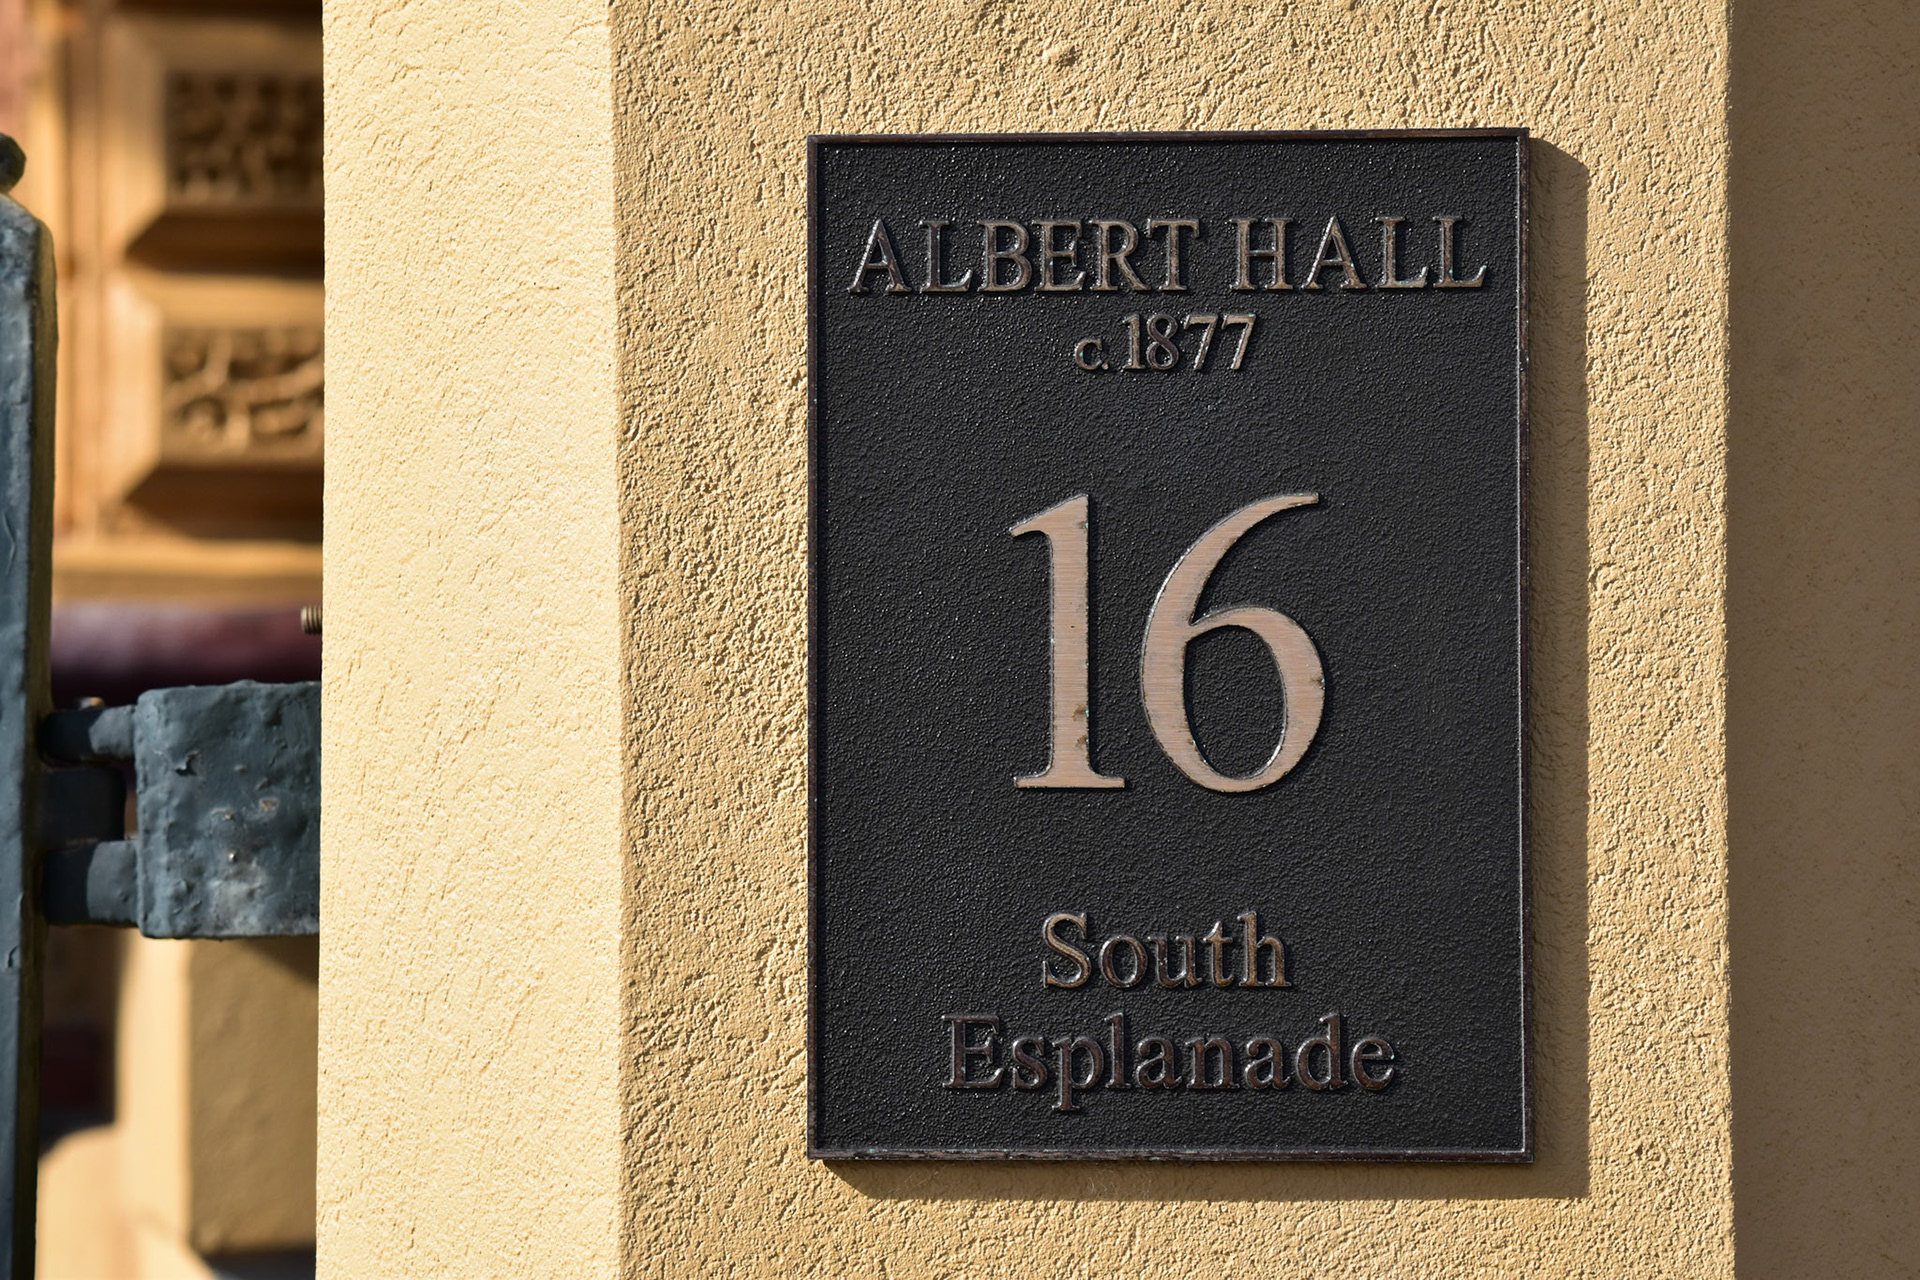 ALBERT HALL
c. 1877
16
South
Esplanade